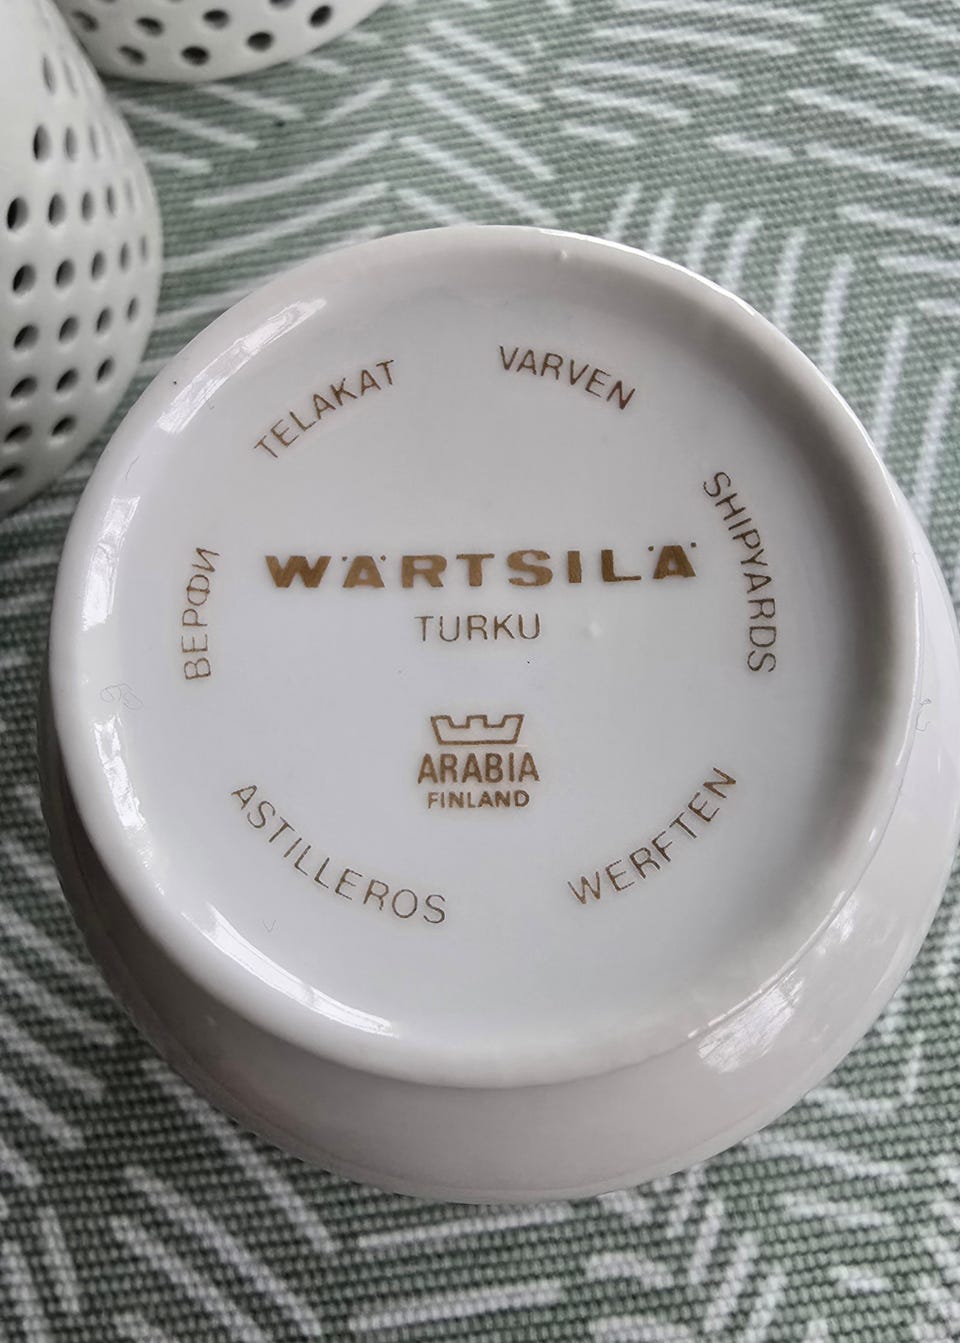 TELAKAT
VARVEN
SHIPYARDS
WERFTEN
ASTILLEROS
ВЕРФИ
WÄRTSILÄ
TURKU
ARABIA
FINLAND